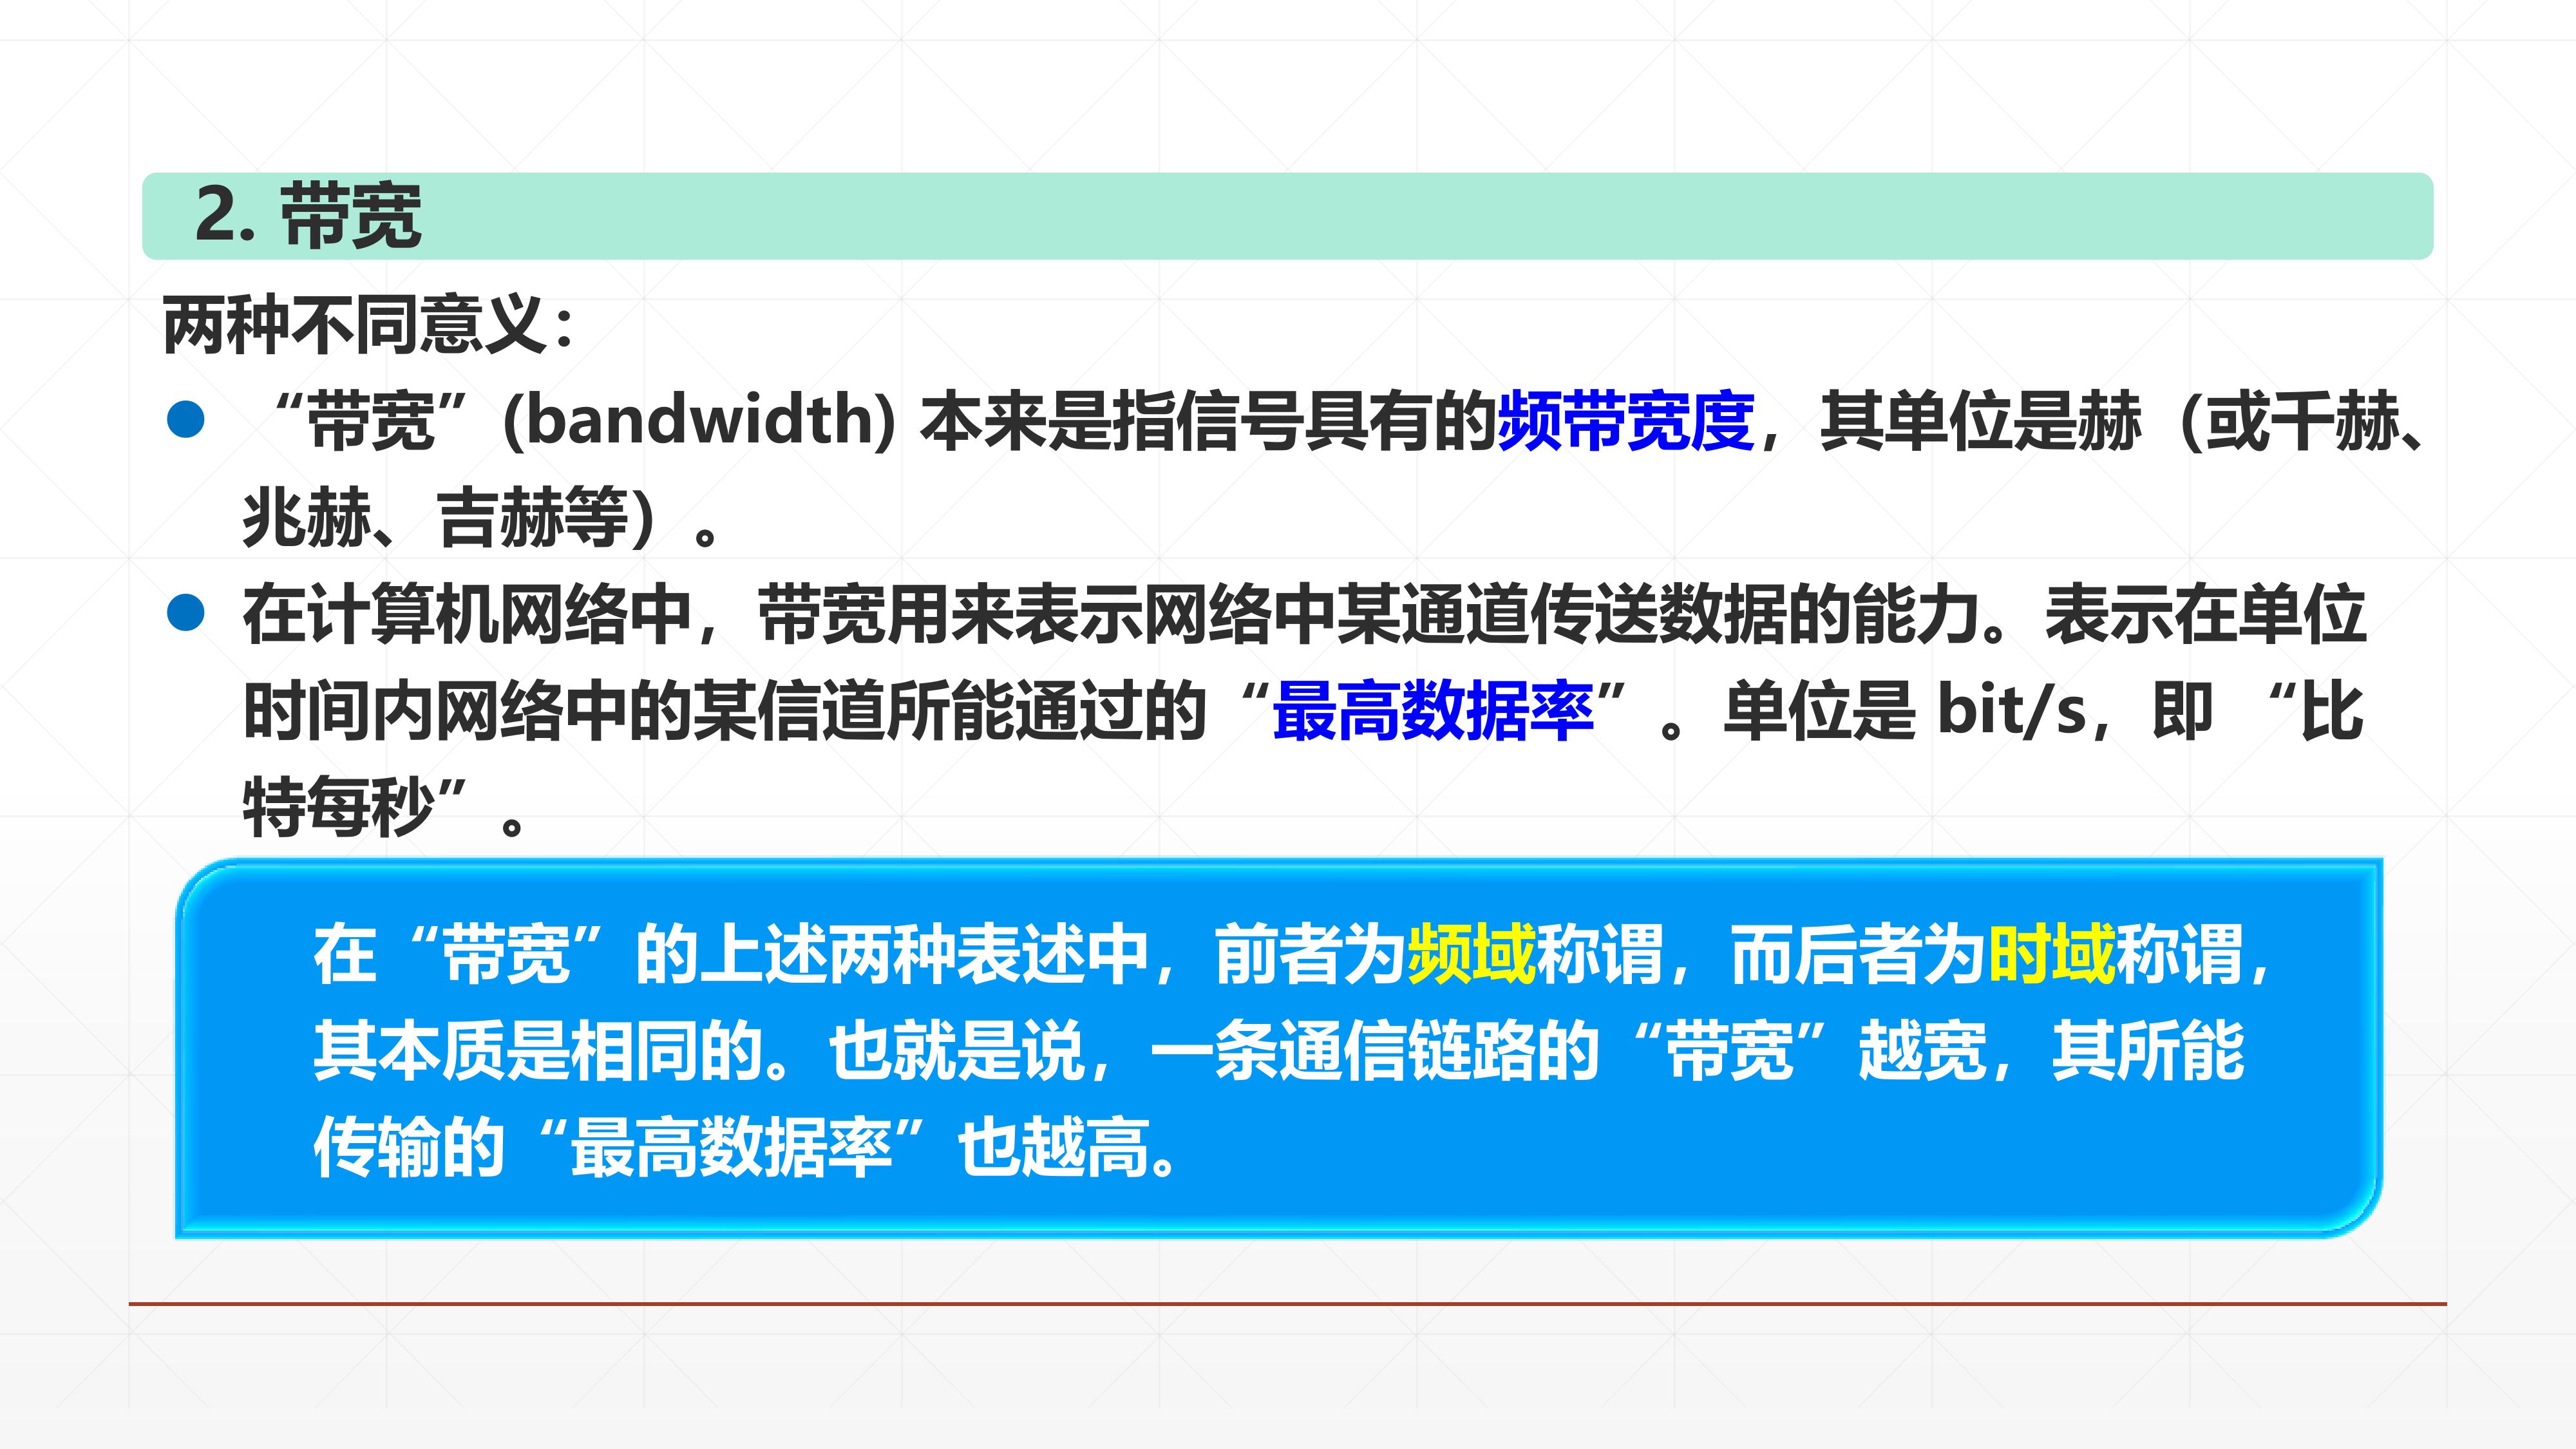 2. 带宽
两种不同意义：
“带宽”(bandwidth) 本来是指信号具有的频带宽度，其单位是赫（或千赫、
兆赫、吉赫等）。
在计算机网络中，带宽用来表示网络中某通道传送数据的能力。表示在单位
时间内网络中的某信道所能通过的“最高数据率”。单位是 bit/s，即 “比
特每秒”。
在“带宽”的上述两种表述中，前者为频域称谓，而后者为时域称谓，
其本质是相同的。也就是说，一条通信链路的“带宽”越宽，其所能
传输的“最高数据率”也越高。